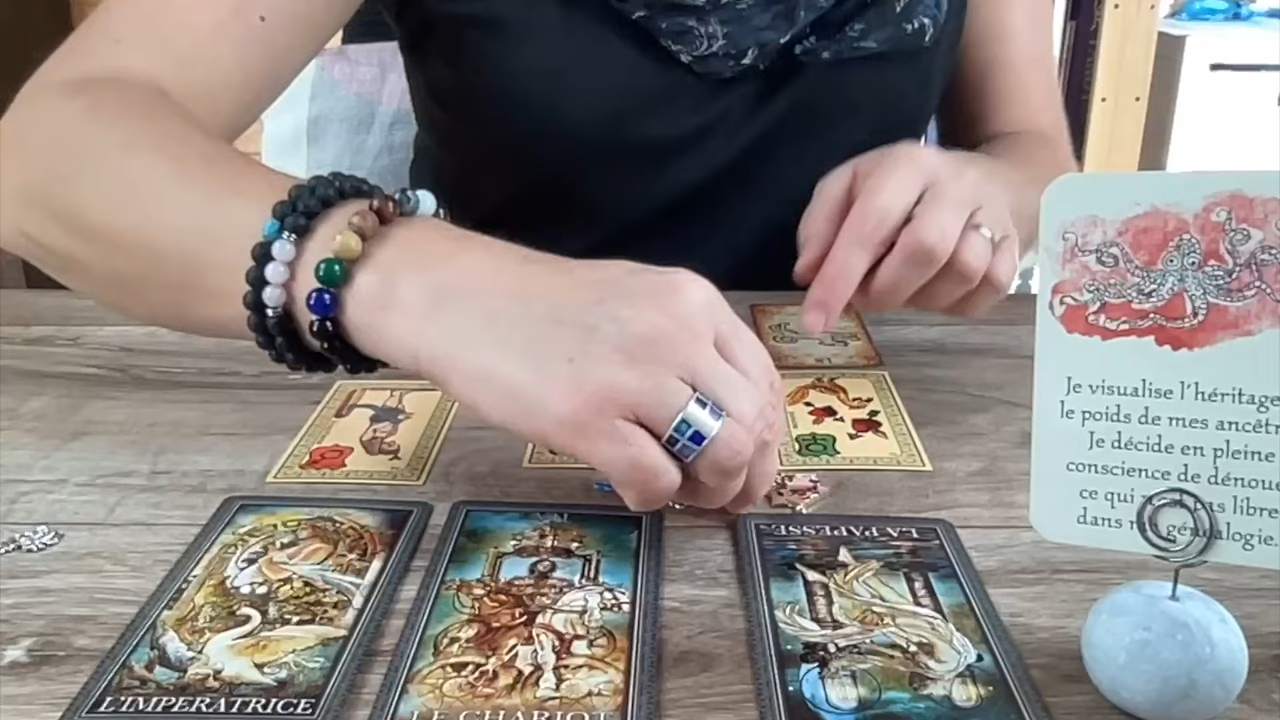 Je visualise l'héritage
le poids de mes ancêtr
Je décide en pleine
conscience de dénoue
ce qui pas libre
dans généalogie.
LA PAPESSE
L'IMPERATRICE
LE CHARIOT